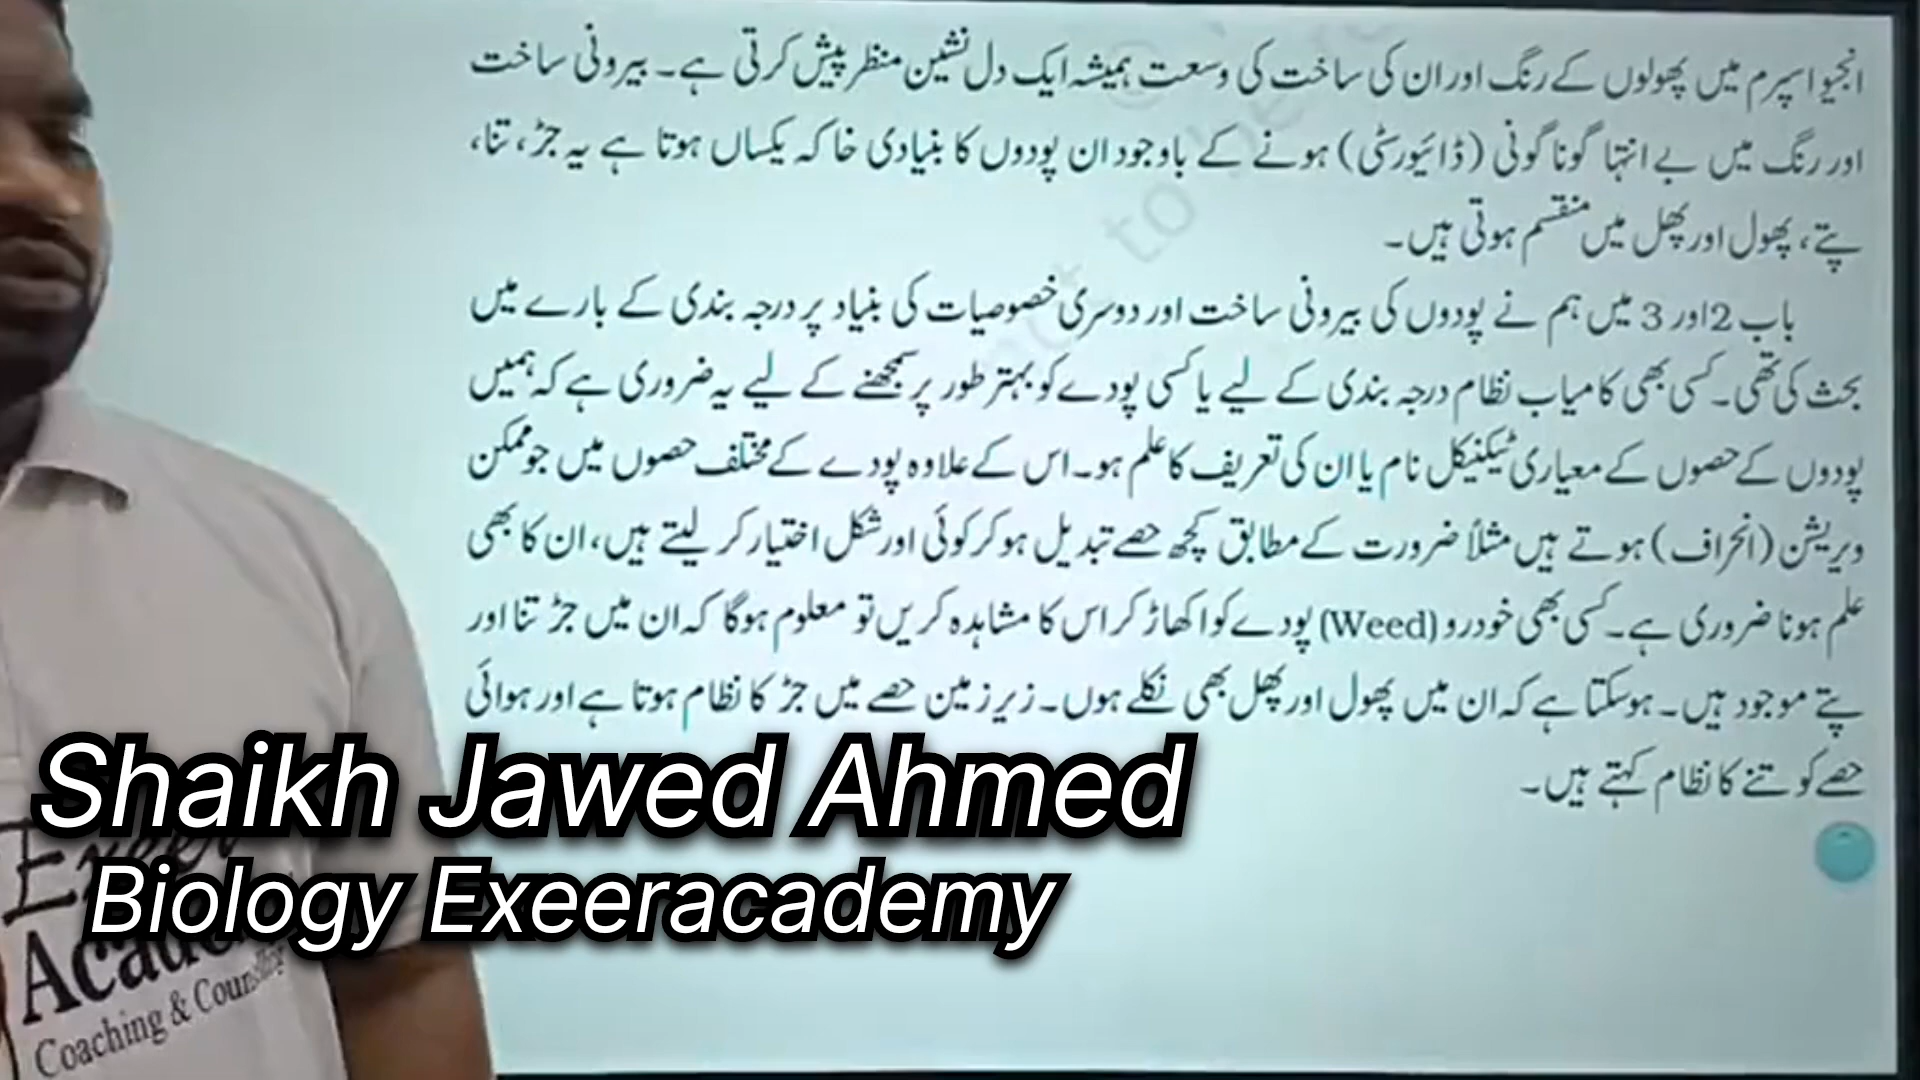 انجیو اسپرم میں پھولوں کے رنگ اور ان کی ساخت کی وسعت ہمیشہ ایک دل نشین منظر پیش کرتی ہے۔ بیرونی ساخت
اور رنگ میں بے انتہا گوناگونی (ڈائیورسٹی) ہونے کے باوجود ان پودوں کا بنیادی خاکہ یکساں ہوتا ہے یہ جڑ، تنا،
پتے، پھول اور پھل میں منقسم ہوتی ہیں۔
باب 2 اور 3 میں ہم نے پودوں کی بیرونی ساخت اور دوسری خصوصیات کی بنیاد پر درجہ بندی کے بارے میں
بحث کی تھی۔ کسی بھی کامیاب نظام درجہ بندی کے لیے یا کسی پودے کو بہتر طور پر سمجھنے کے لیے یہ ضروری ہے کہ ہمیں
پودوں کے حصوں کے معیاری ٹیکنیکل نام یا ان کی تعریف کا علم ہو۔ اس کے علاوہ پودے کے مختلف حصوں میں جو ممکن
ویریشن (انحراف) ہوتے ہیں مثلاً ضرورت کے مطابق کچھ حصے تبدیل ہو کر کوئی اور شکل اختیار کر لیتے ہیں، ان کا بھی
علم ہونا ضروری ہے۔ کسی بھی خودرو (Weed) پودے کو اکھاڑ کر اس کا مشاہدہ کریں تو معلوم ہوگا کہ ان میں جڑ تنا اور
پتے موجود ہیں۔ ہوسکتا ہے کہ ان میں پھول اور پھل بھی نکلے ہوں۔ زیر زمین حصے میں جڑ کا نظام ہوتا ہے اور ہوائی
حصے کو تنے کا نظام کہتے ہیں۔
not to be
Shaikh Jawed Ahmed
Biology Exeeracademy
Exeer
Academy
Coaching & Counselling